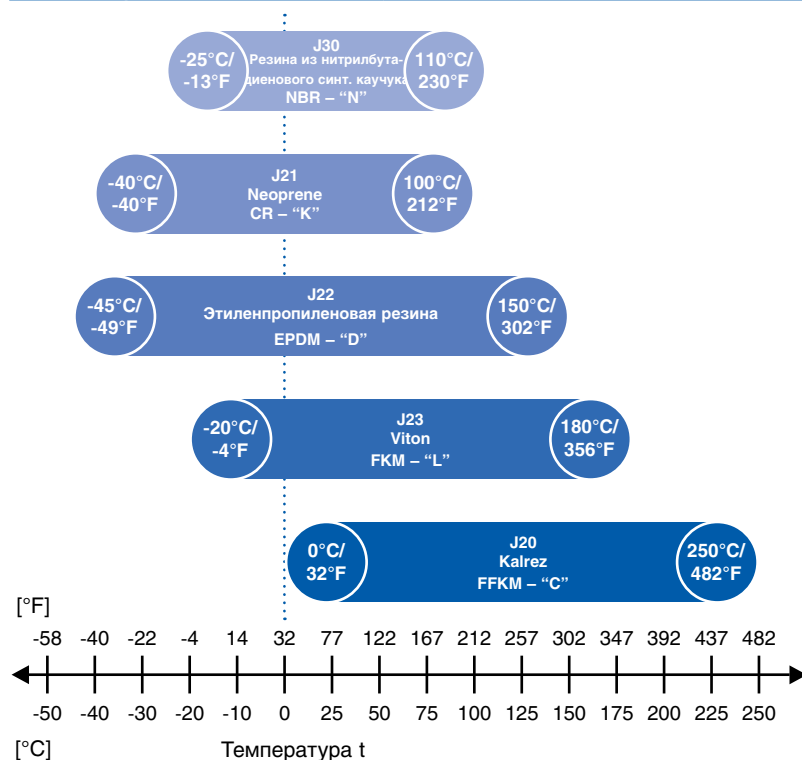 J30
-25°C/
-13°F
Резина из нитрилбута-
диенового синт. каучука
NBR – “N”
110°C/
230°F
-40°C/
-40°F
J21
Neoprene
CR – “K”
100°C/
212°F
-45°C/
-49°F
J22
Этиленпропиленовая резина
EPDM – “D”
150°C/
302°F
-20°C/
-4°F
J23
Viton
FKM – “L”
180°C/
356°F
0°C/
32°F
J20
Kalrez
FFKM – “C”
250°C/
482°F
[°F]
-58 -40 -22 -4 14 32 77 122 167 212 257 302 347 392 437 482
-50 -40 -30 -20 -10 0 25 50 75 100 125 150 175 200 225 250
[°C] Температура t